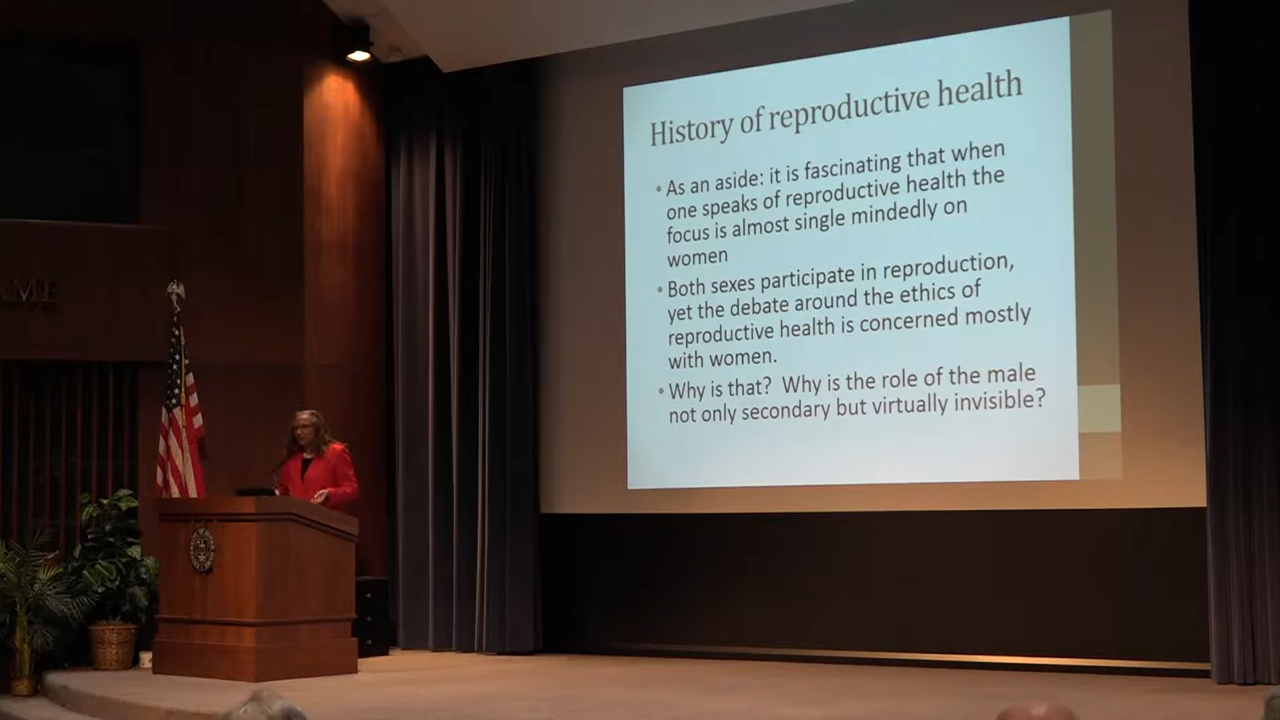 History of reproductive health
• As an aside: it is fascinating that when
one speaks of reproductive health the
focus is almost single mindedly on
women
• Both sexes participate in reproduction,
yet the debate around the ethics of
reproductive health is concerned mostly
with women.
• Why is that?  Why is the role of the male
not only secondary but virtually invisible?